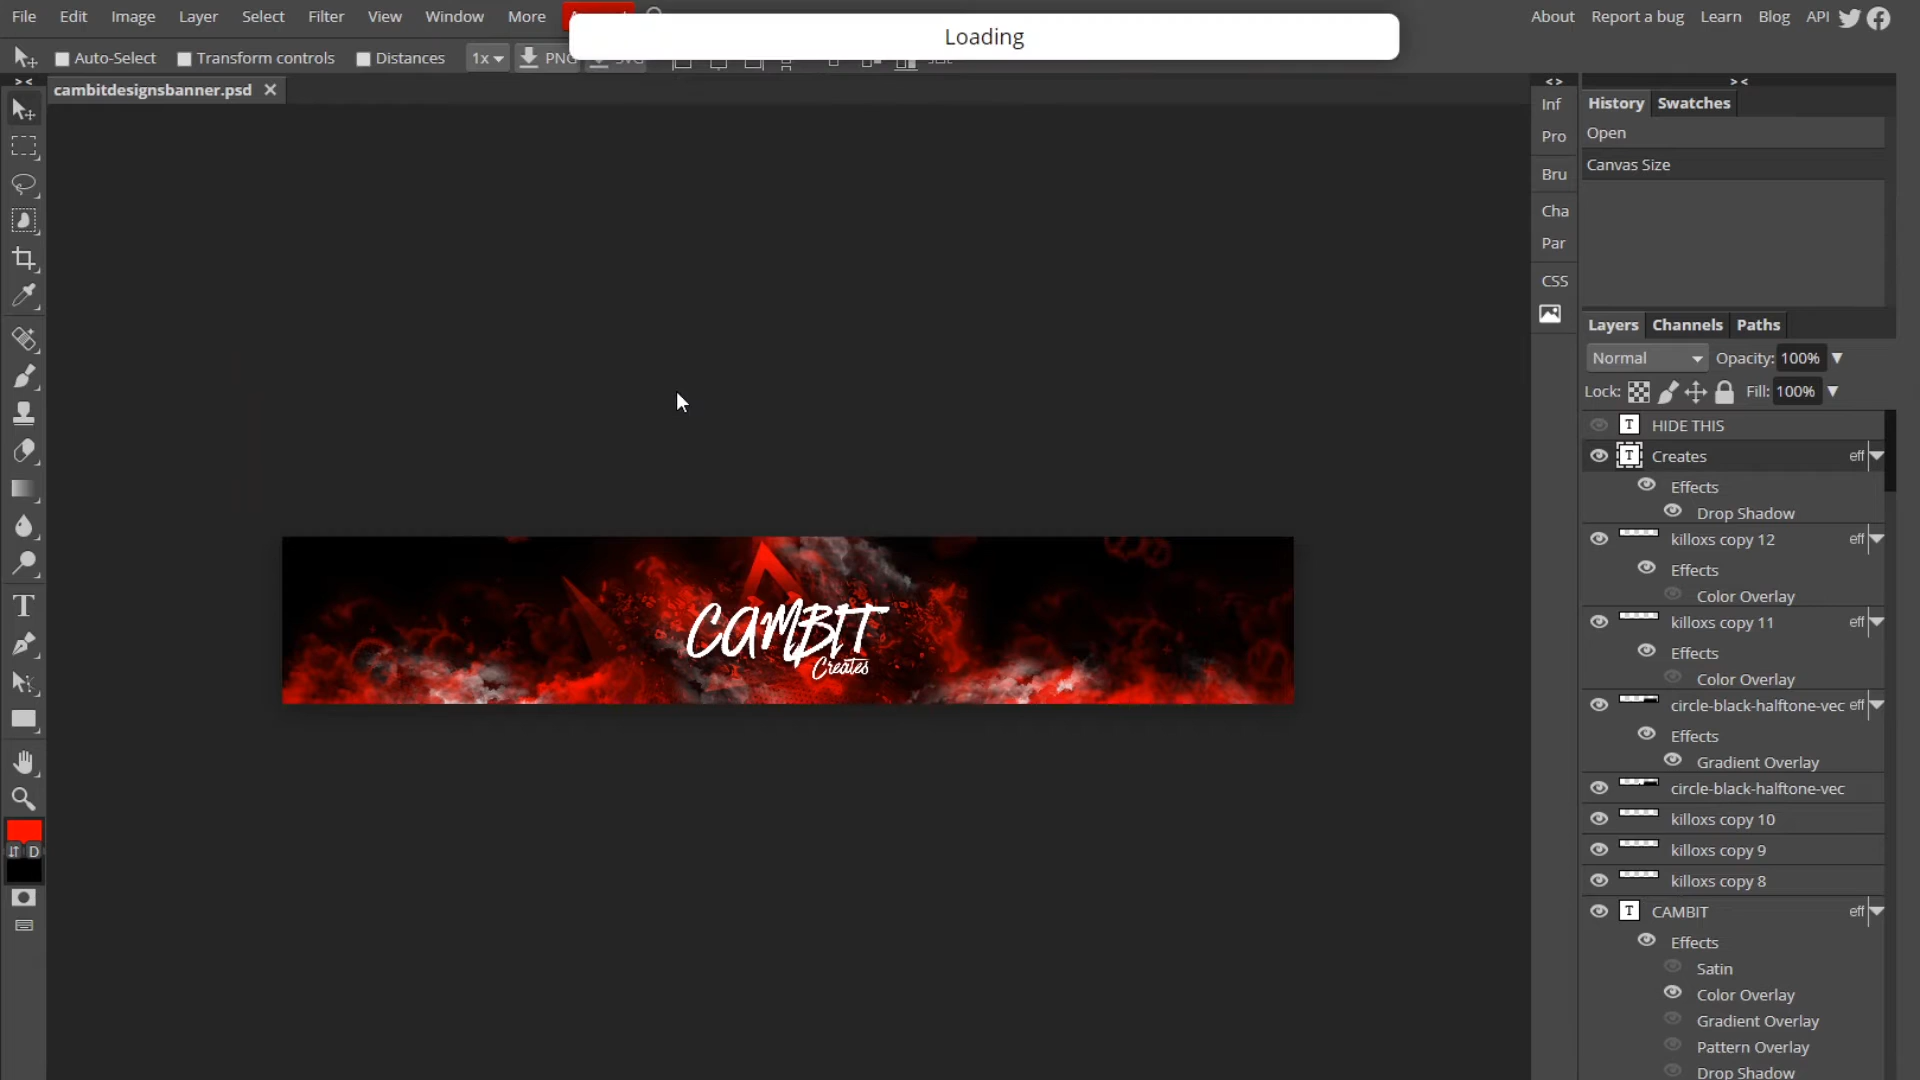 File Edit Image Layer Select Filter View Window More
Loading
About Report a bug Learn Blog API
Auto-Select Transform controls Distances 1x PNG SVG
cambitdesignsbanner.psd
Inf
Pro
Bru
Cha
Par
CSS
History Swatches
Open
Canvas Size
Layers Channels Paths
Normal Opacity: 100%
Lock: Fill: 100%
T HIDE THIS
T Creates eff
Effects
Drop Shadow
killoxs copy 12 eff
Effects
Color Overlay
killoxs copy 11 eff
Effects
Color Overlay
circle-black-halftone-vec eff
Effects
Gradient Overlay
circle-black-halftone-vec
killoxs copy 10
killoxs copy 9
killoxs copy 8
T CAMBIT eff
Effects
Satin
Color Overlay
Gradient Overlay
Pattern Overlay
Drop Shadow
CAMBIT
Creates
T
D